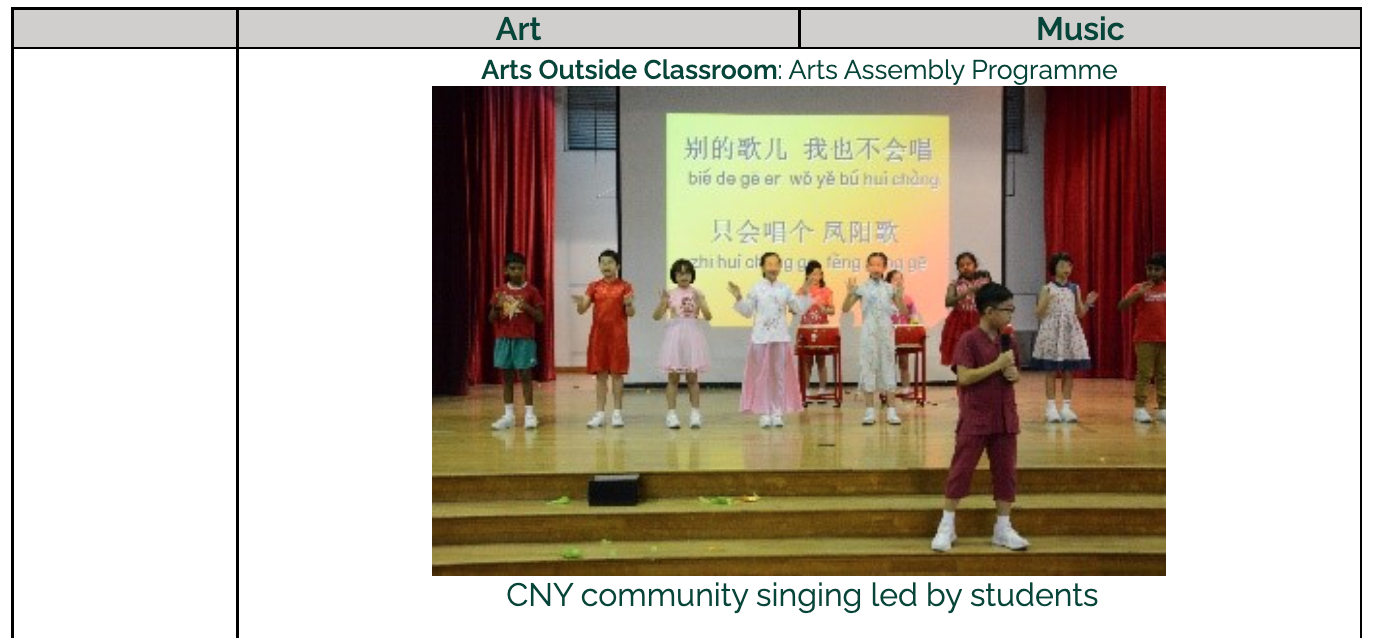 Art
Music
Arts Outside Classroom: Arts Assembly Programme
别的歌儿 我也不会唱
bié de gē er wǒ yě bú huì chàng
只会唱个 凤阳歌
zhī huì
CNY community singing led by students